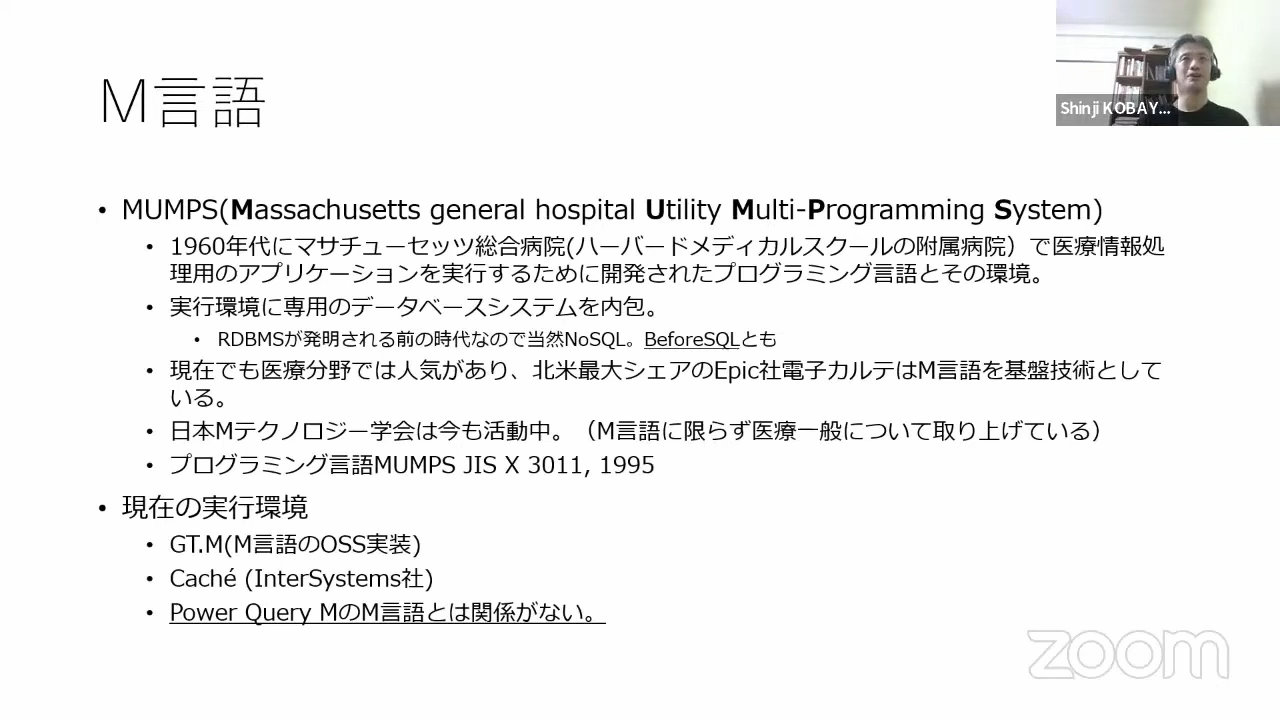 M言語
Shinji KOBAY...
• MUMPS(Massachusetts general hospital Utility Multi-Programming System)
• 1960年代にマサチューセッツ総合病院(ハーバードメディカルスクールの附属病院）で医療情報処
理用のアプリケーションを実行するために開発されたプログラミング言語とその環境。
• 実行環境に専用のデータベースシステムを内包。
• RDBMSが発明される前の時代なので当然NoSQL。BeforeSQLとも
• 現在でも医療分野では人気があり、北米最大シェアのEpic社電子カルテはM言語を基盤技術として
いる。
• 日本Mテクノロジー学会は今も活動中。（M言語に限らず医療一般について取り上げている）
• プログラミング言語MUMPS JIS X 3011, 1995
• 現在の実行環境
• GT.M(M言語のOSS実装)
• Caché (InterSystems社)
• Power Query MのM言語とは関係がない。
zoom